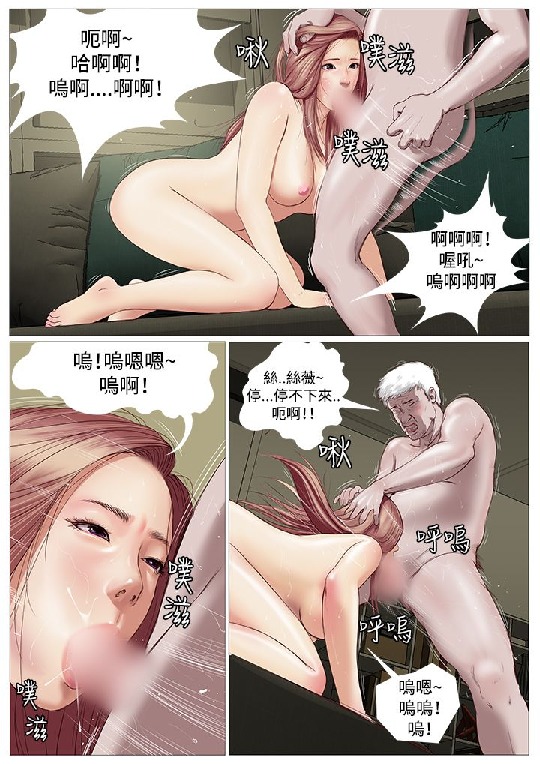 呃啊~
哈啊啊!
嗚啊....啊啊!
啾
噗滋
噗滋
啊啊啊!
喔吼~
嗚啊啊啊
嗚!嗚嗯嗯~
嗚啊!
噗滋
噗滋
絲..絲薇~
停...停不下來..
呃啊!!
啾
呼嗚
呼嗚
嗚嗯~
嗚嗚!
嗚!